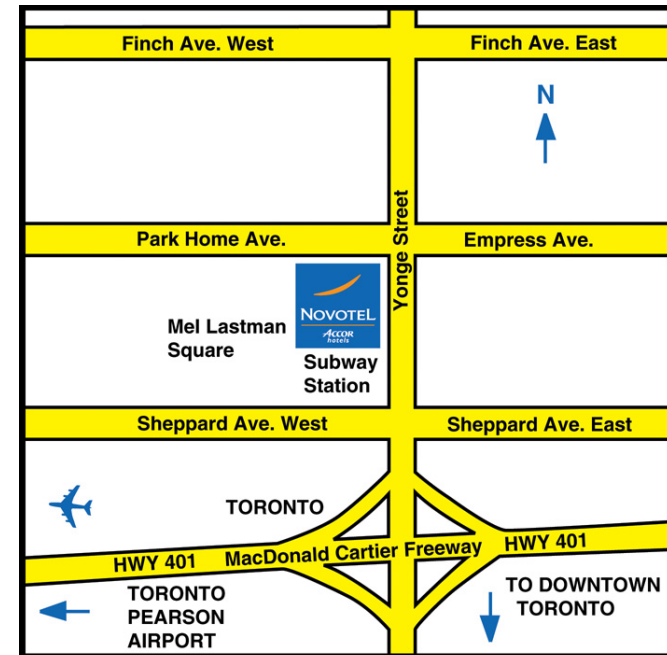 Finch Ave. West
Finch Ave. East
N
Yonge Street
Park Home Ave.
Empress Ave.
NOVOTEL
ACCOR
hotels
Mel Lastman
Square
Subway
Station
Sheppard Ave. West
Sheppard Ave. East
TORONTO
HWY 401
MacDonald Cartier Freeway
HWY 401
TORONTO
PEARSON
AIRPORT
TO DOWNTOWN
TORONTO